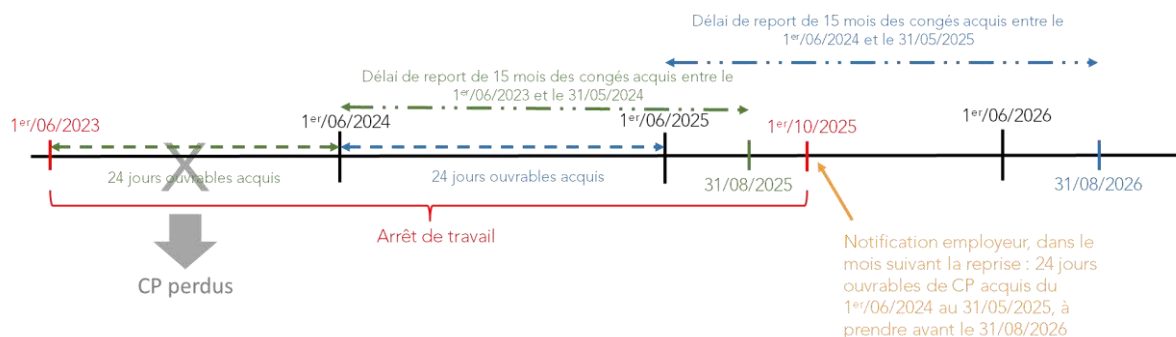 Délai de report de 15 mois des congés acquis entre le
1er/06/2024 et le 31/05/2025
Délai de report de 15 mois des congés acquis entre le
1er/06/2023 et le 31/05/2024
1er/06/2023
1er/06/2024
1er/06/2025
1er/10/2025
1er/06/2026
24 jours ouvrables acquis
24 jours ouvrables acquis
31/08/2025
31/08/2026
Arrêt de travail
CP perdus
Notification employeur, dans le
mois suivant la reprise : 24 jours
ouvrables de CP acquis du
1er/06/2024 au 31/05/2025, à
prendre avant le 31/08/2026